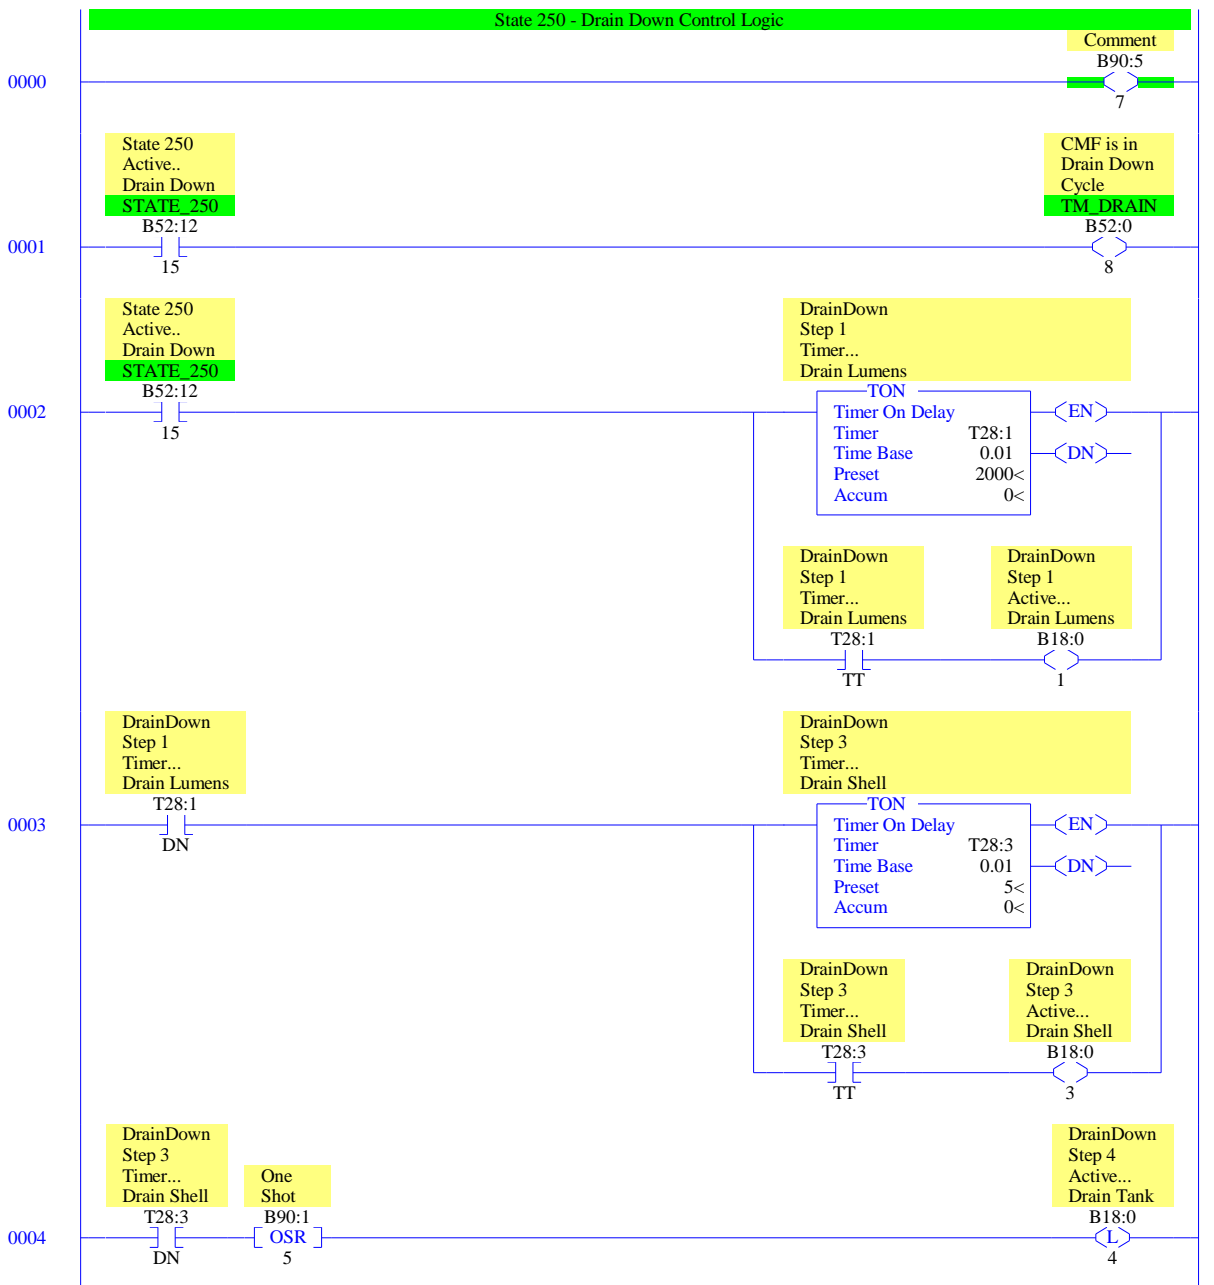 State 250 - Drain Down Control Logic
Comment
B90:5
0000
7
State 250
Active..
Drain Down
STATE_250
B52:12
15
CMF is in
Drain Down
Cycle
TM_DRAIN
B52:0
8
0001
State 250
Active..
Drain Down
STATE_250
B52:12
15
0002
DrainDown
Step 1
Timer...
Drain Lumens
TON
Timer On Delay
Timer T28:1
Time Base 0.01
Preset 2000<
Accum 0<
EN
DN
DrainDown
Step 1
Timer...
Drain Lumens
T28:1
TT
DrainDown
Step 1
Active...
Drain Lumens
B18:0
1
DrainDown
Step 1
Timer...
Drain Lumens
T28:1
DN
0003
DrainDown
Step 3
Timer...
Drain Shell
TON
Timer On Delay
Timer T28:3
Time Base 0.01
Preset 5<
Accum 0<
EN
DN
DrainDown
Step 3
Timer...
Drain Shell
T28:3
TT
DrainDown
Step 3
Active...
Drain Shell
B18:0
3
DrainDown
Step 3
Timer...
Drain Shell
T28:3
DN
0004
One
Shot
B90:1
OSR
5
DrainDown
Step 4
Active...
Drain Tank
B18:0
L
4